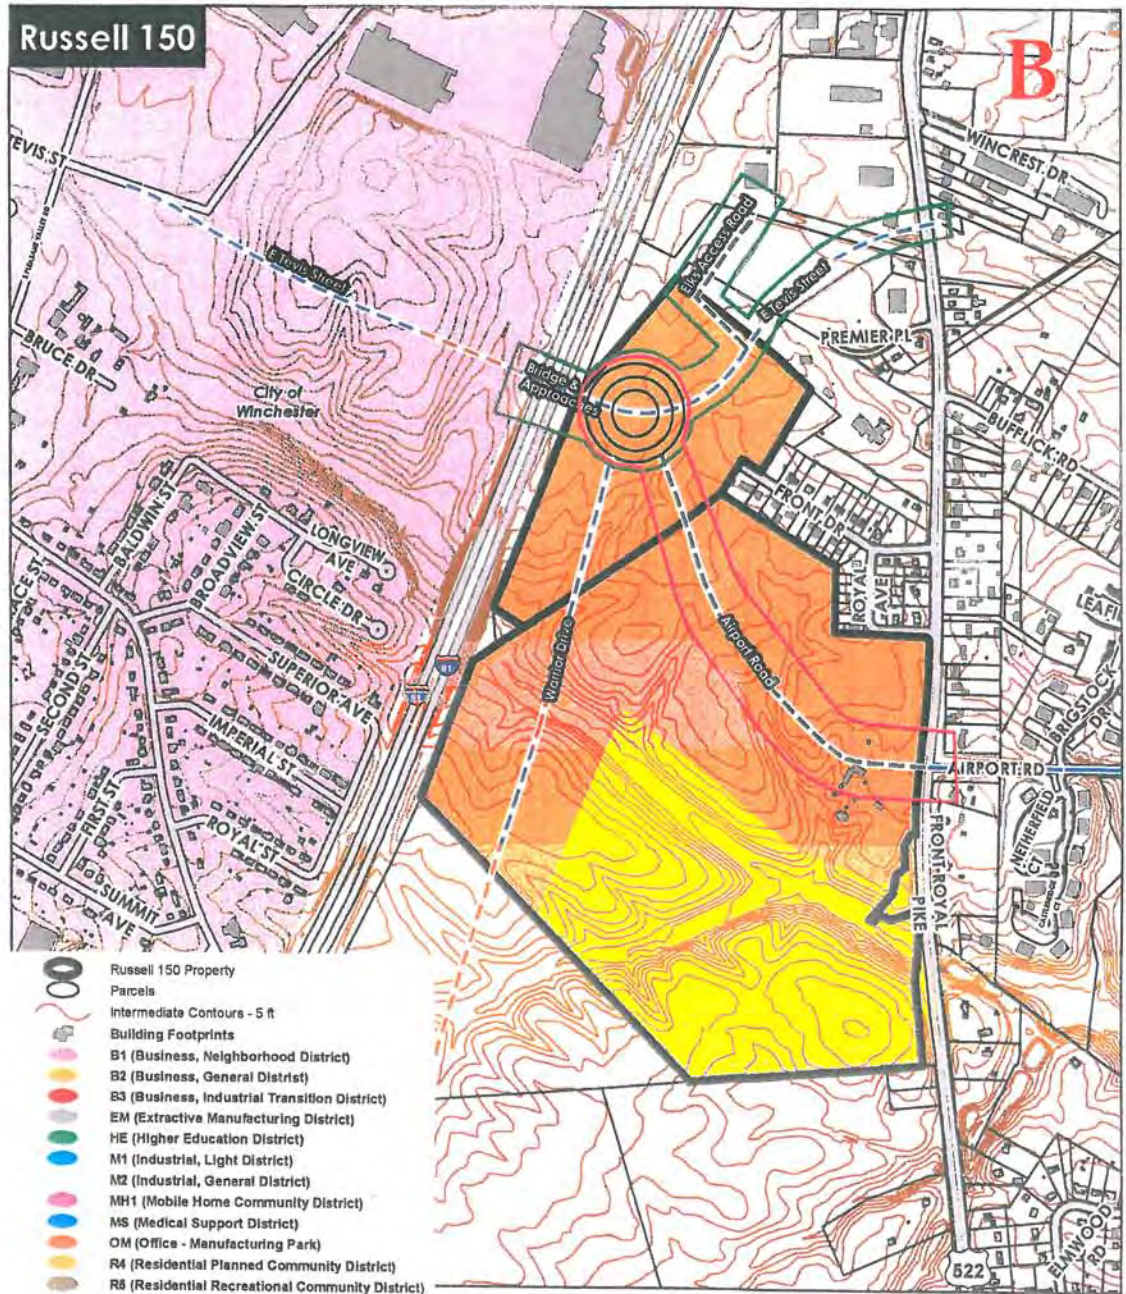 Russell 150
B
TEVIS ST
WINCREST DR
Elks' Access Road
E Tevis Street
E Tevis Street
PREMIER PL
BRUCE DR
Bridge &
Approaches
City of
Winchester
BUFFLICK RD
BALDWIN ST
BROADVIEW ST
LONGVIEW
AVE
CIRCLE DR
FRONT DR
ROYAL
AVE
LEAFI
Warrior Drive
Airport Road
SECOND ST
SUPERIOR AVE
81
BRIGSTOCK
DR
IMPERIAL ST
AIRPORT RD
FIRST ST
ROYAL ST
NETHERFIELD
CT
FRONT ROYAL
PIKE
SUMMIT
AVE
Russell 150 Property
Parcels
Intermediate Contours - 5 ft
Building Footprints
B1 (Business, Neighborhood District)
B2 (Business, General Distrist)
B3 (Business, Industrial Transition District)
EM (Extractive Manufacturing District)
HE (Higher Education District)
M1 (Industrial, Light District)
M2 (Industrial, General District)
MH1 (Mobile Home Community District)
MS (Medical Support District)
OM (Office - Manufacturing Park)
R4 (Residential Planned Community District)
R5 (Residential Recreational Community District)
522
ELMWOOD
RD